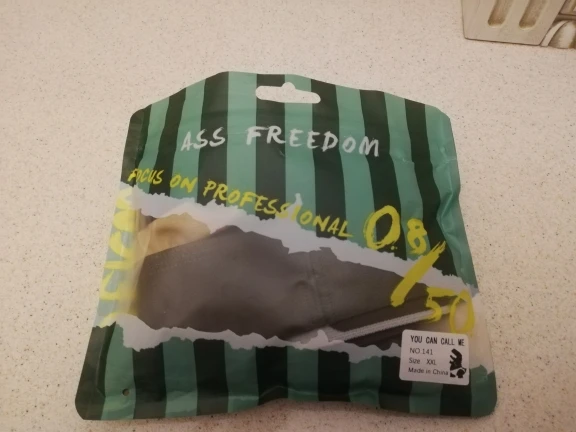 ASS FREEDOM
FOCUS ON PROFESSIONAL
0.8/50
YOU CAN CALL ME
NO.141
Size XXL
Made in China